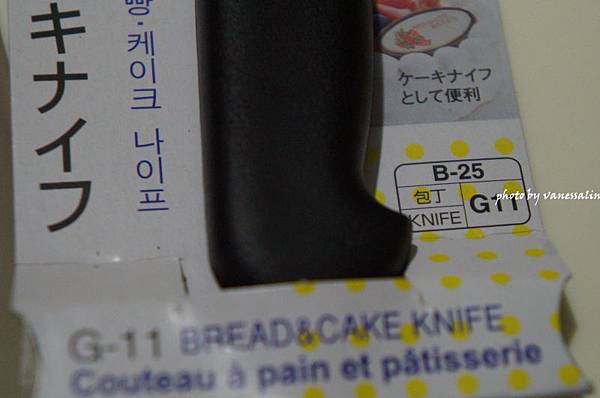 キナイフ
빵·케이크 나이프
ケーキナイフ
として便利
B-25
包丁
KNIFE
G11
photo by vanessalin
G-11 BREAD&CAKE KNIFE
Couteau à pain et pâtisserie